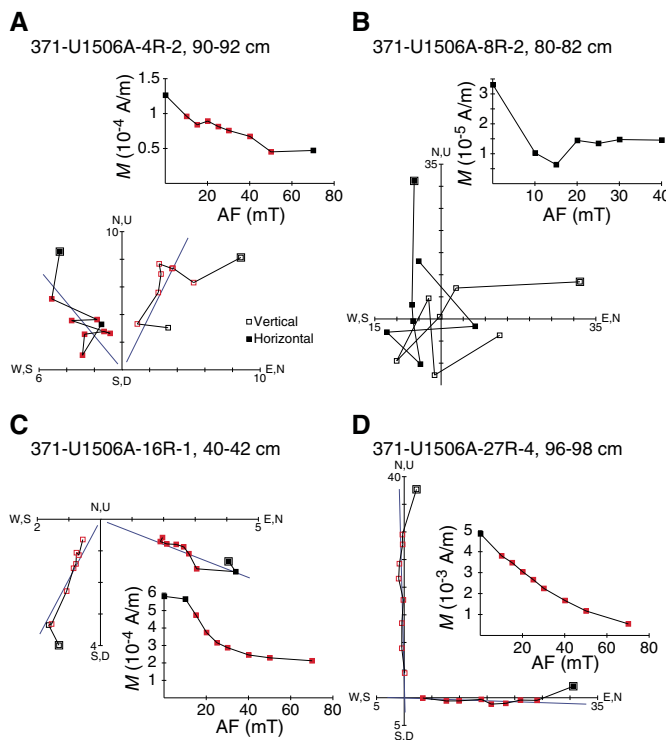 A
371-U1506A-4R-2, 90-92 cm
1.5
1
0.5
M (10⁻⁴ A/m)
20 40 60 80
AF (mT)
N,U
10
W,S
6
S,D
E,N
10
Vertical
Horizontal
B
371-U1506A-8R-2, 80-82 cm
3
2
1
M (10⁻⁵ A/m)
10 20 30 40
AF (mT)
N,U
35
W,S
15
E,N
35
S,D
C
371-U1506A-16R-1, 40-42 cm
N,U
W,S
2
E,N
5
4
S,D
6
5
4
3
2
1
M (10⁻⁴ A/m)
20 40 60 80
AF (mT)
D
371-U1506A-27R-4, 96-98 cm
N,U
40
5
4
3
2
1
M (10⁻³ A/m)
20 40 60 80
AF (mT)
W,S
5
E,N
35
5
S,D